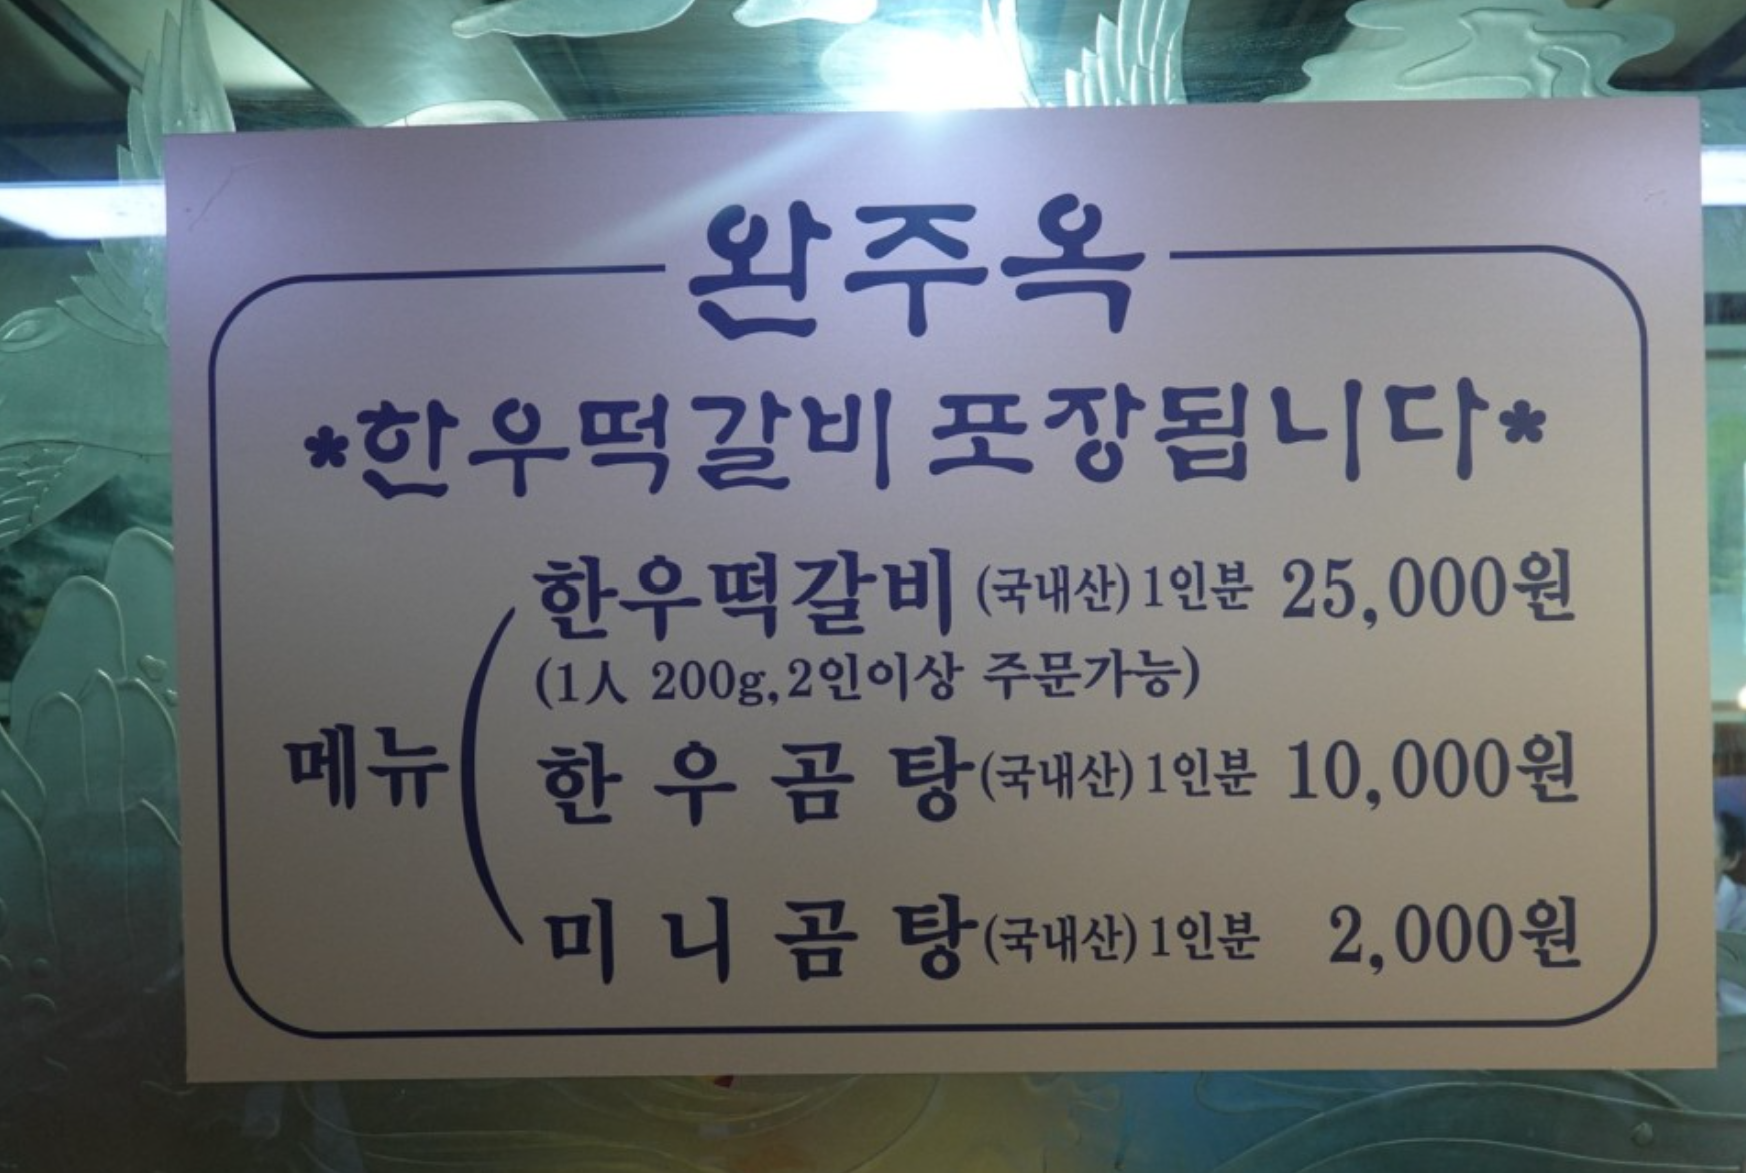 완주옥
*한우떡갈비 포장됩니다*
메뉴
한우떡갈비 (국내산) 1인분 25,000원
(1人 200g, 2인이상 주문가능)
한우곰탕 (국내산) 1인분 10,000원
미니곰탕 (국내산) 1인분 2,000원